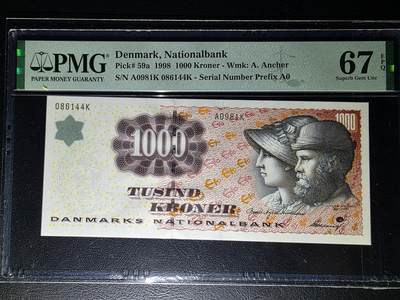 PMG
PAPER MONEY GUARANTY
Denmark, Nationalbank
Pick# 59a 1998 1000 Kroner - Wmk: A. Ancher
S/N A0981K 086144K - Serial Number Prefix A0
67 EPQ
Superb Gem Unc
086144K
A0981K
1000
1000
TUSIND
KRONER
DANMARKS NATIONALBANK